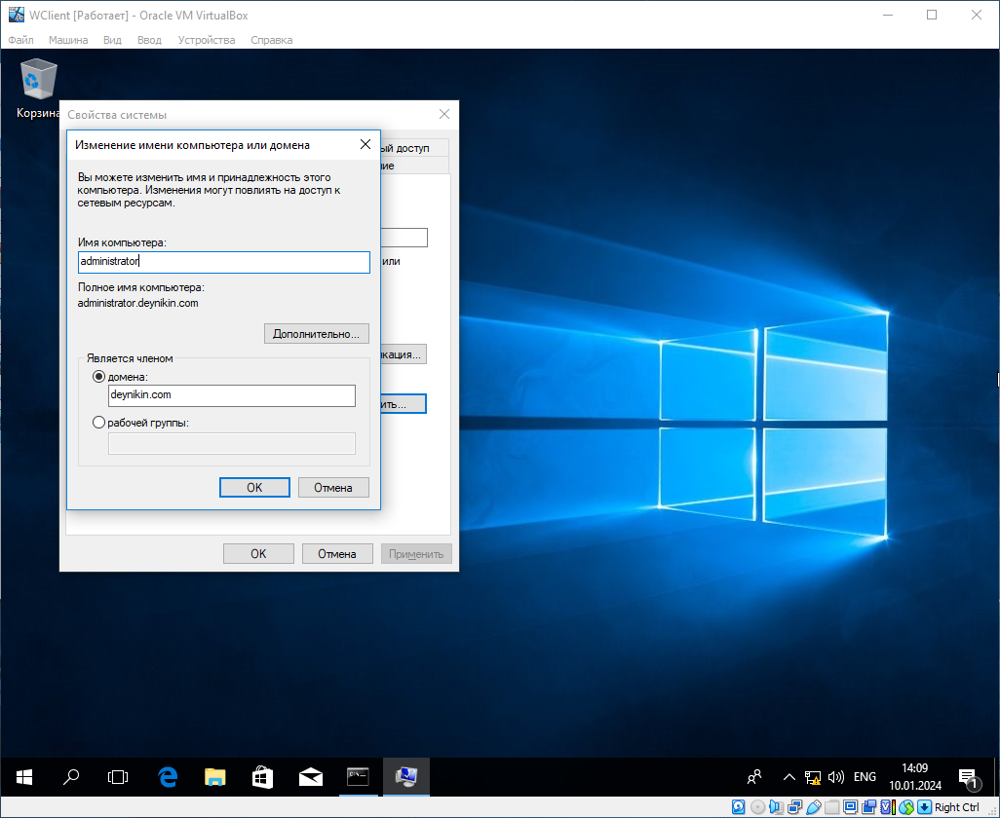 WClient [Работает] - Oracle VM VirtualBox
Файл Машина Вид Ввод Устройства Справка
Корзина
Свойства системы
Изменение имени компьютера или домена
ый доступ
ие
Вы можете изменить имя и принадлежность этого
компьютера. Изменения могут повлиять на доступ к
сетевым ресурсам.
Имя компьютера:
administrator
или
Полное имя компьютера:
administrator.deynikin.com
Дополнительно...
кация...
Является членом
домена:
deynikin.com
ить...
рабочей группы:
OK Отмена
OK Отмена Применить
ENG
14:09
10.01.2024
1
Right Ctrl